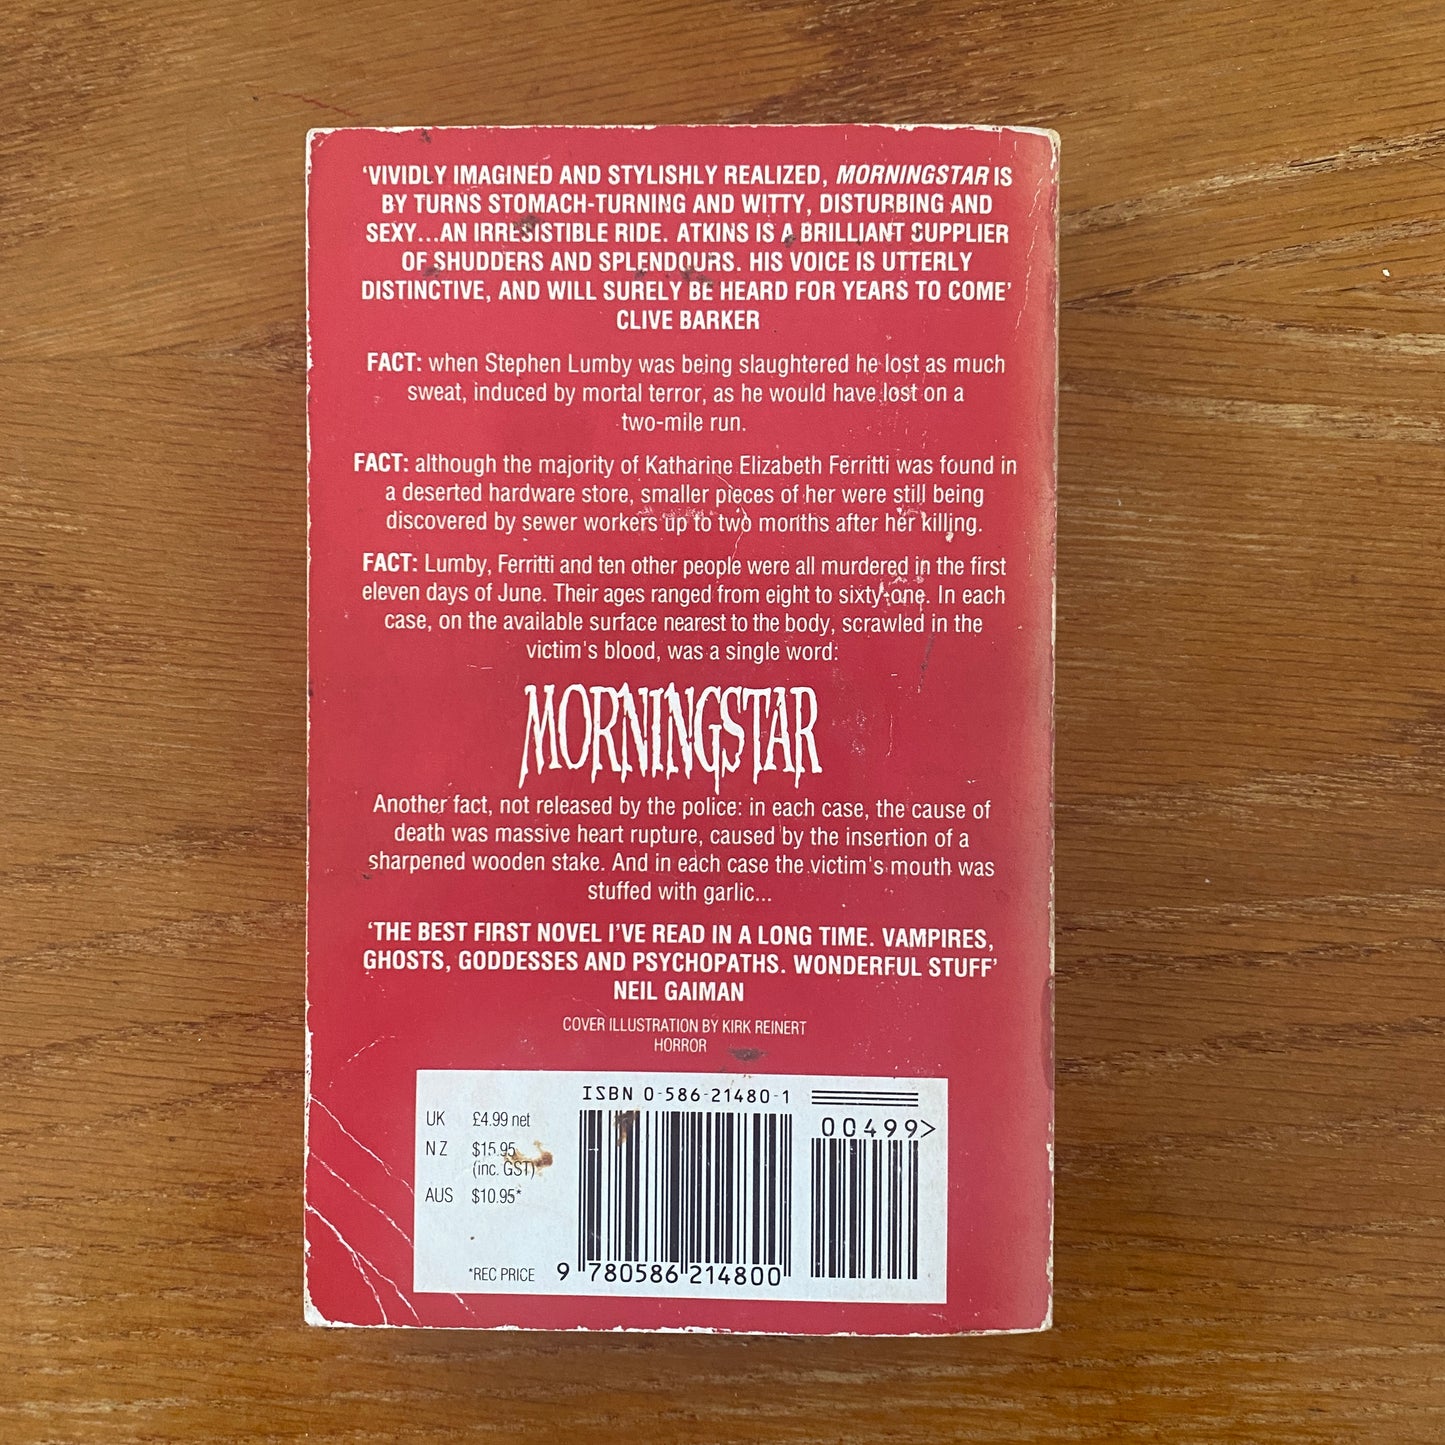 ‘VIVIDLY IMAGINED AND STYLISHLY REALIZED, MORNINGSTAR IS
BY TURNS STOMACH-TURNING AND WITTY, DISTURBING AND
SEXY...AN IRRESISTIBLE RIDE. ATKINS IS A BRILLIANT SUPPLIER
OF SHUDDERS AND SPLENDOURS. HIS VOICE IS UTTERLY
DISTINCTIVE, AND WILL SURELY BE HEARD FOR YEARS TO COME’
CLIVE BARKER
FACT: when Stephen Lumby was being slaughtered he lost as much
sweat, induced by mortal terror, as he would have lost on a
two-mile run.
FACT: although the majority of Katharine Elizabeth Ferritti was found in
a deserted hardware store, smaller pieces of her were still being
discovered by sewer workers up to two months after her killing.
FACT: Lumby, Ferritti and ten other people were all murdered in the first
eleven days of June. Their ages ranged from eight to sixty-one. In each
case, on the available surface nearest to the body, scrawled in the
victim's blood, was a single word:
MORNINGSTAR
Another fact, not released by the police: in each case, the cause of
death was massive heart rupture, caused by the insertion of a
sharpened wooden stake. And in each case the victim's mouth was
stuffed with garlic...
‘THE BEST FIRST NOVEL I’VE READ IN A LONG TIME. VAMPIRES,
GHOSTS, GODDESSES AND PSYCHOPATHS. WONDERFUL STUFF’
NEIL GAIMAN
COVER ILLUSTRATION BY KIRK REINERT
HORROR
ISBN 0-586-21480-1
UK £4.99 net
NZ $15.95
(inc. GST)
AUS $10.95*
*REC PRICE
00499>
9 780586 214800